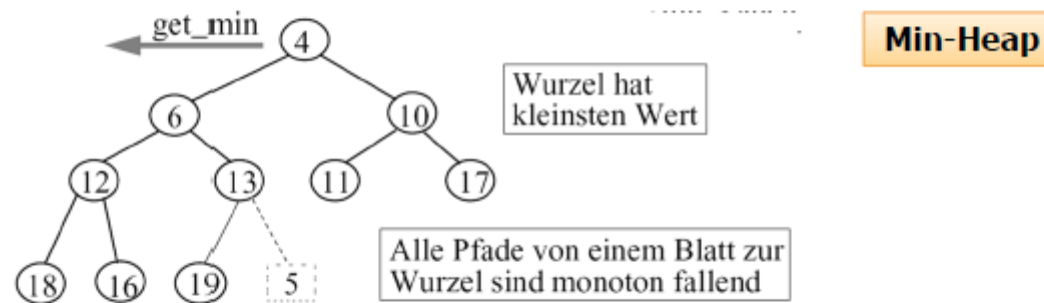 get_min
4
Min-Heap
Wurzel hat
kleinsten Wert
6
10
12
13
11
17
18
16
19
5
Alle Pfade von einem Blatt zur
Wurzel sind monoton fallend